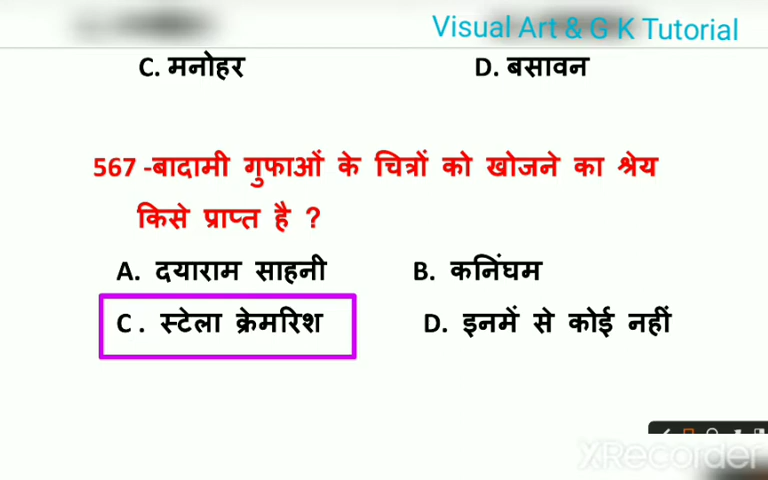 Visual Art & G K Tutorial
C. मनोहर D. बसावन
567 -बादामी गुफाओं के चित्रों को खोजने का श्रेय
किसे प्राप्त है ?
A. दयाराम साहनी B. कनिंघम
C . स्टेला क्रेमरिश D. इनमें से कोई नहीं
XRecorder